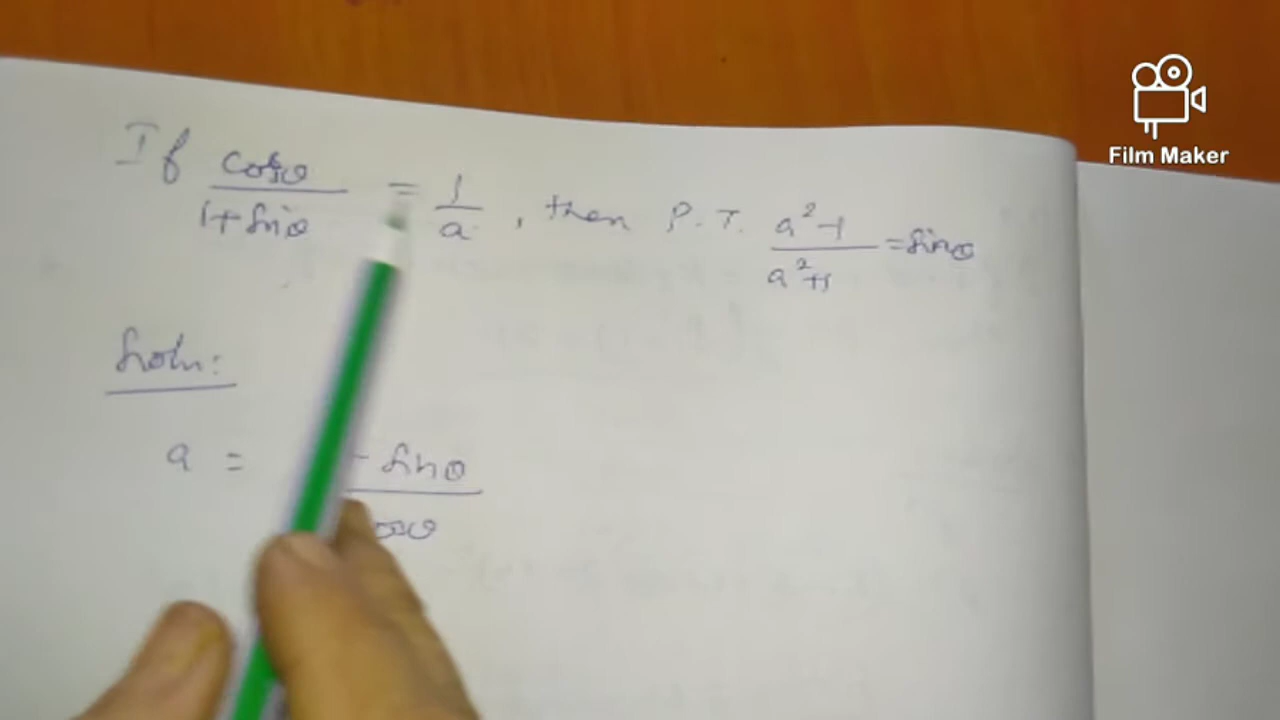 If cosθ/1+sinθ = 1/a, then P.T. a²-1/a²+1 = sinθ
Soln:
a = sinθ
Film Maker